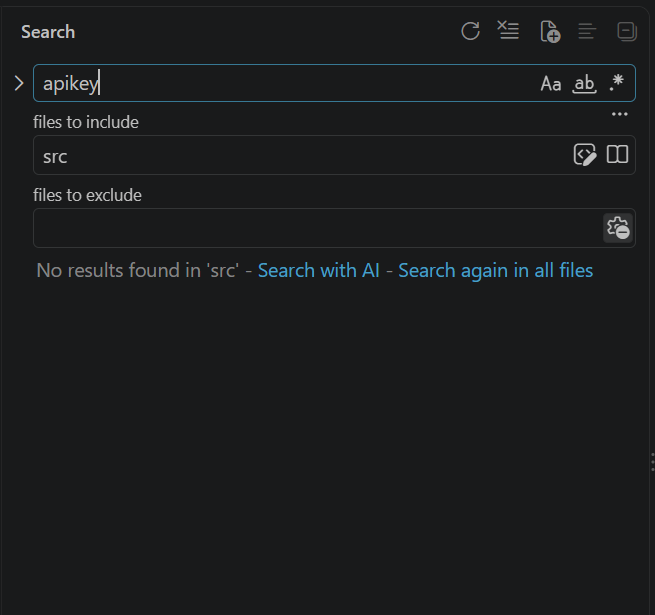 Search
apikey Aa ab .*
files to include
src
files to exclude
No results found in 'src' - Search with AI - Search again in all files